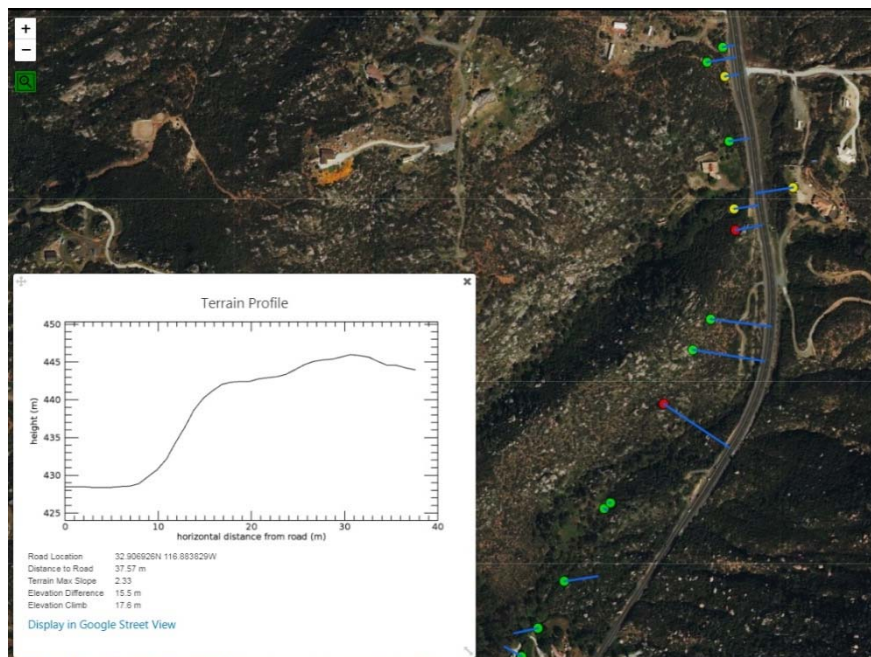 +
−
Terrain Profile
450
445
440
435
430
425
height (m)
0 10 20 30 40
horizontal distance from road (m)
Road Location 32.906926N 116.883829W
Distance to Road 37.57 m
Terrain Max Slope 2.33
Elevation Difference 15.5 m
Elevation Climb 17.6 m
Display in Google Street View